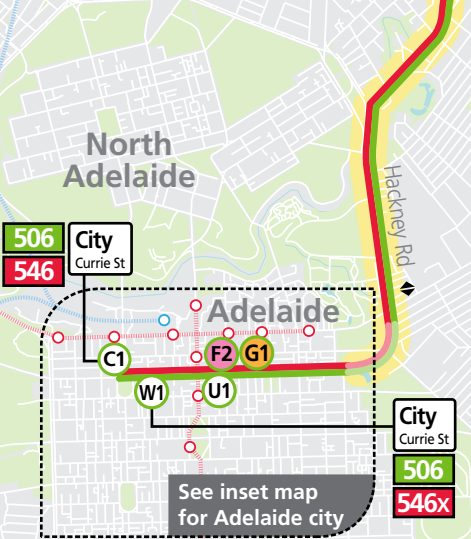 North
Adelaide
Hackney Rd
506
546
City
Currie St
Adelaide
C1
F2
G1
W1
U1
City
Currie St
506
546x
See inset map
for Adelaide city